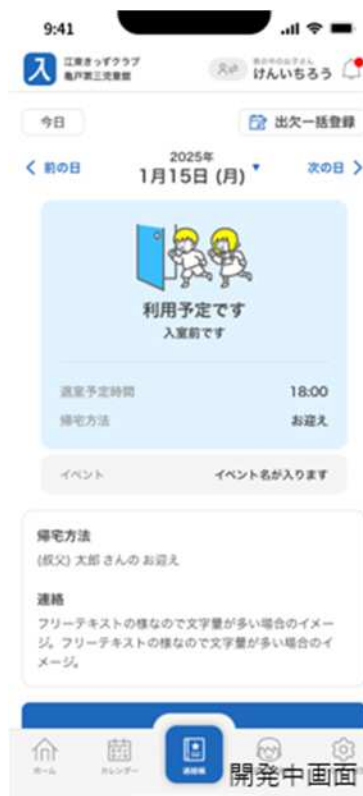 9:41
入
江東きっずクラブ
亀戸第三児童館
けんいちろう
今日
出欠一括登録
前の日
2025年
1月15日 (月)
次の日
利用予定です
入室前です
退室予定時間 18:00
帰宅方法 お迎え
イベント イベント名が入ります
帰宅方法
(叔父) 太郎 さんの お迎え
連絡
フリーテキストの様なので文字量が多い場合のイメー
ジ。フリーテキストの様なので文字量が多い場合のイ
メージ。
ホーム カレンダー 連絡帳
開発中画面